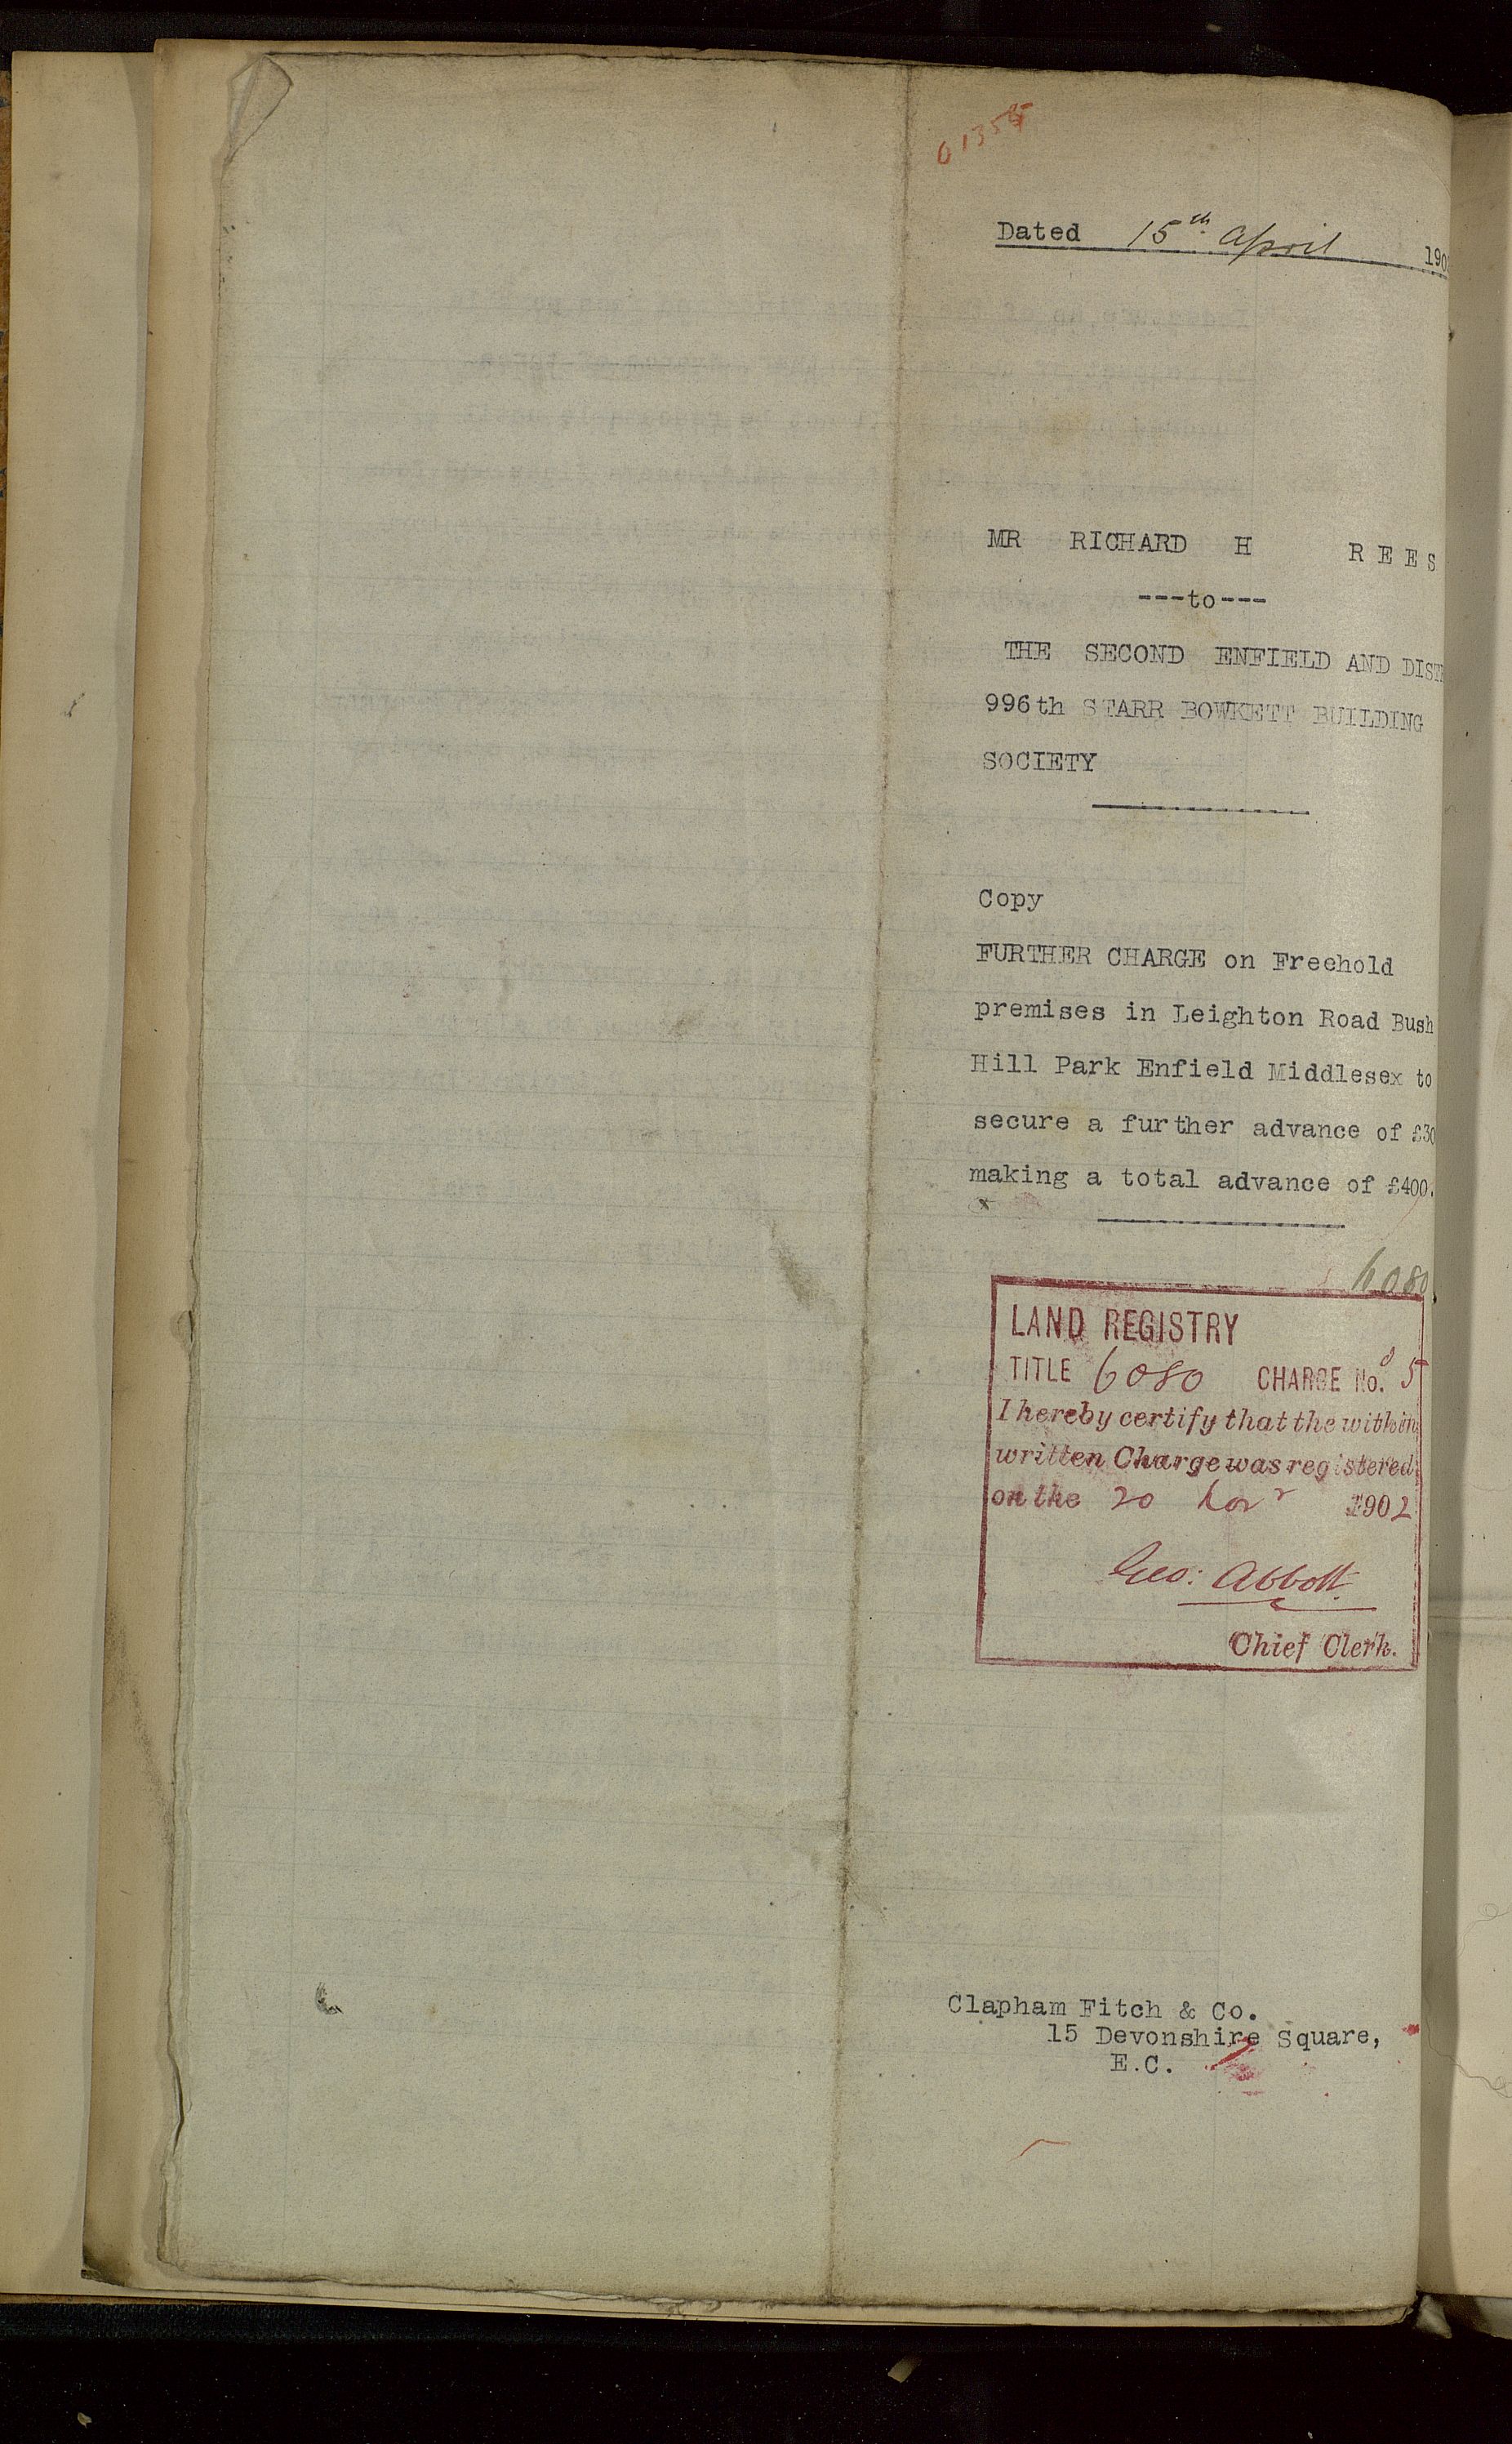 Dated 15th April 190
MR RICHARD H REES
---to---
THE SECOND ENFIELD AND DIST
996th STARR BOWKETT BUILDING
SOCIETY
Copy
FURTHER CHARGE on Freehold
premises in Leighton Road Bush
Hill Park Enfield Middlesex to
secure a further advance of £30
making a total advance of £400.
6080
LAND REGISTRY
TITLE 6080 CHARGE No. 5
I hereby certify that the within
written Charge was registered
on the 20 Novr 1902
Geo: Abbott
Chief Clerk.
Clapham Fitch & Co.
15 Devonshire Square,
E.C.